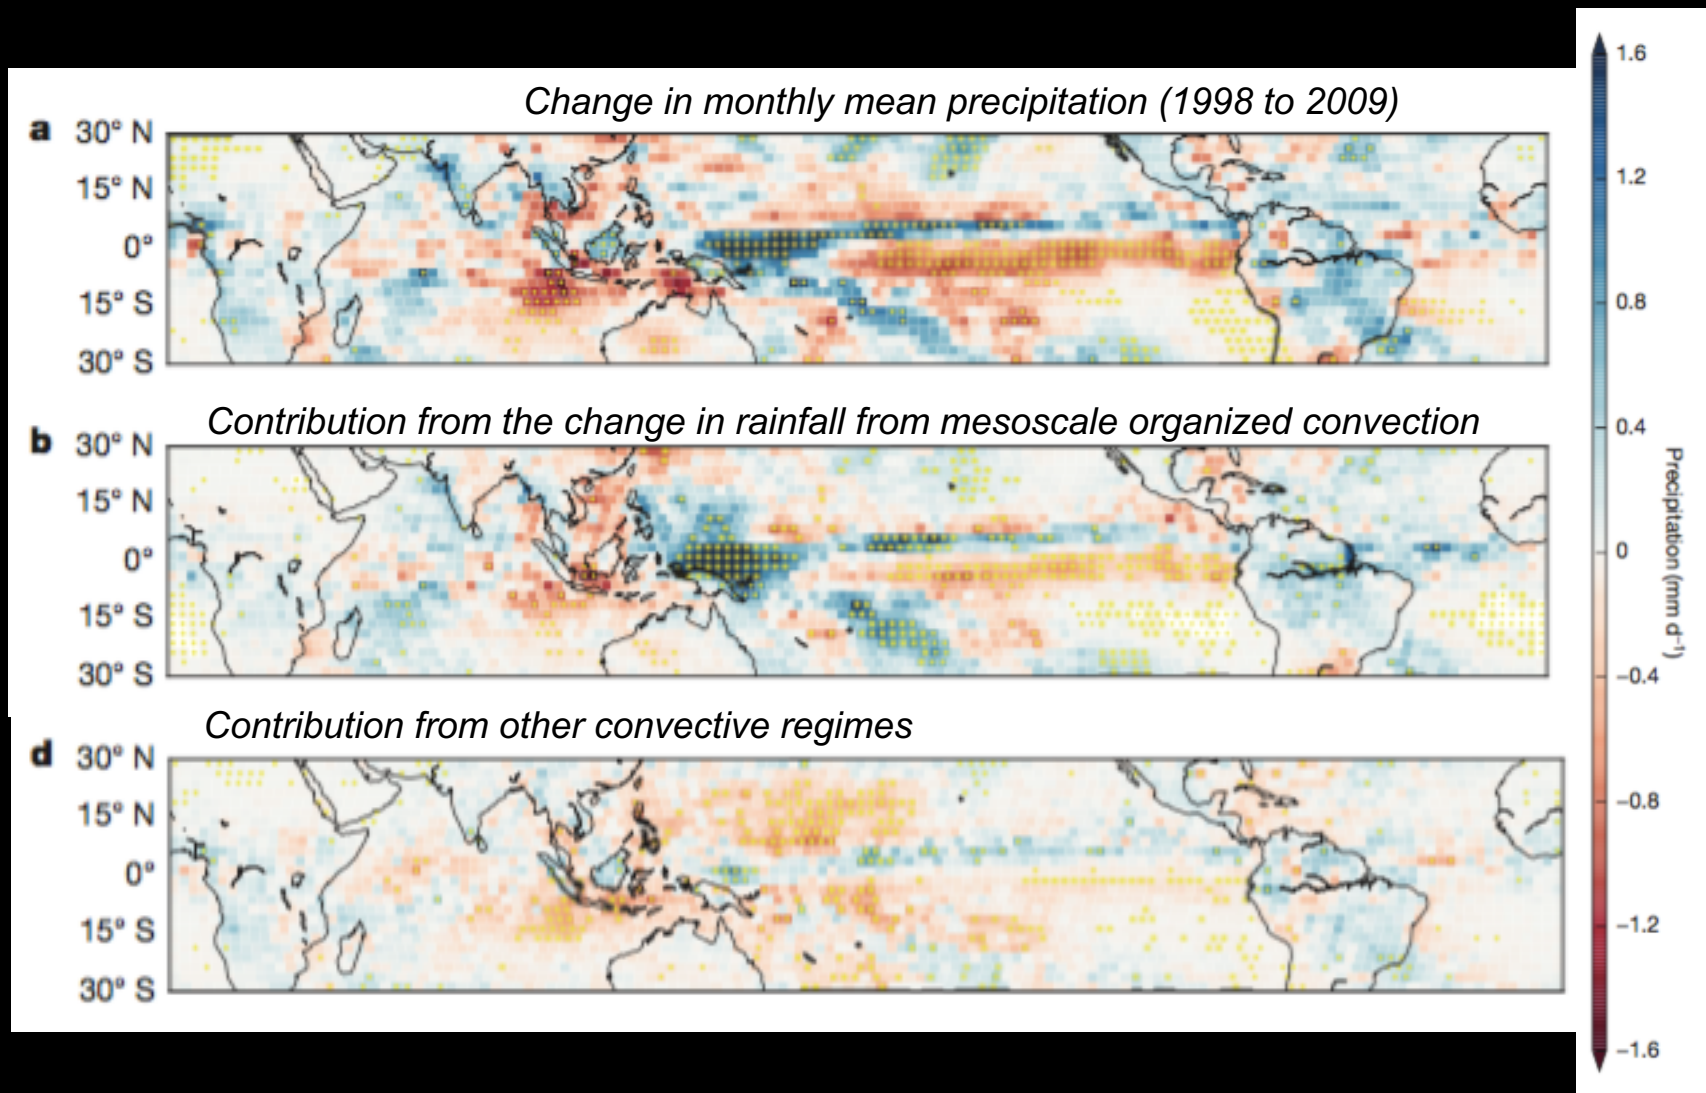 Change in monthly mean precipitation (1998 to 2009)
a
30° N
15° N
0°
15° S
30° S
Contribution from the change in rainfall from mesoscale organized convection
b
30° N
15° N
0°
15° S
30° S
Contribution from other convective regimes
d
30° N
15° N
0°
15° S
30° S
1.6
1.2
0.8
0.4
0
−0.4
−0.8
−1.2
−1.6
Precipitation (mm d⁻¹)